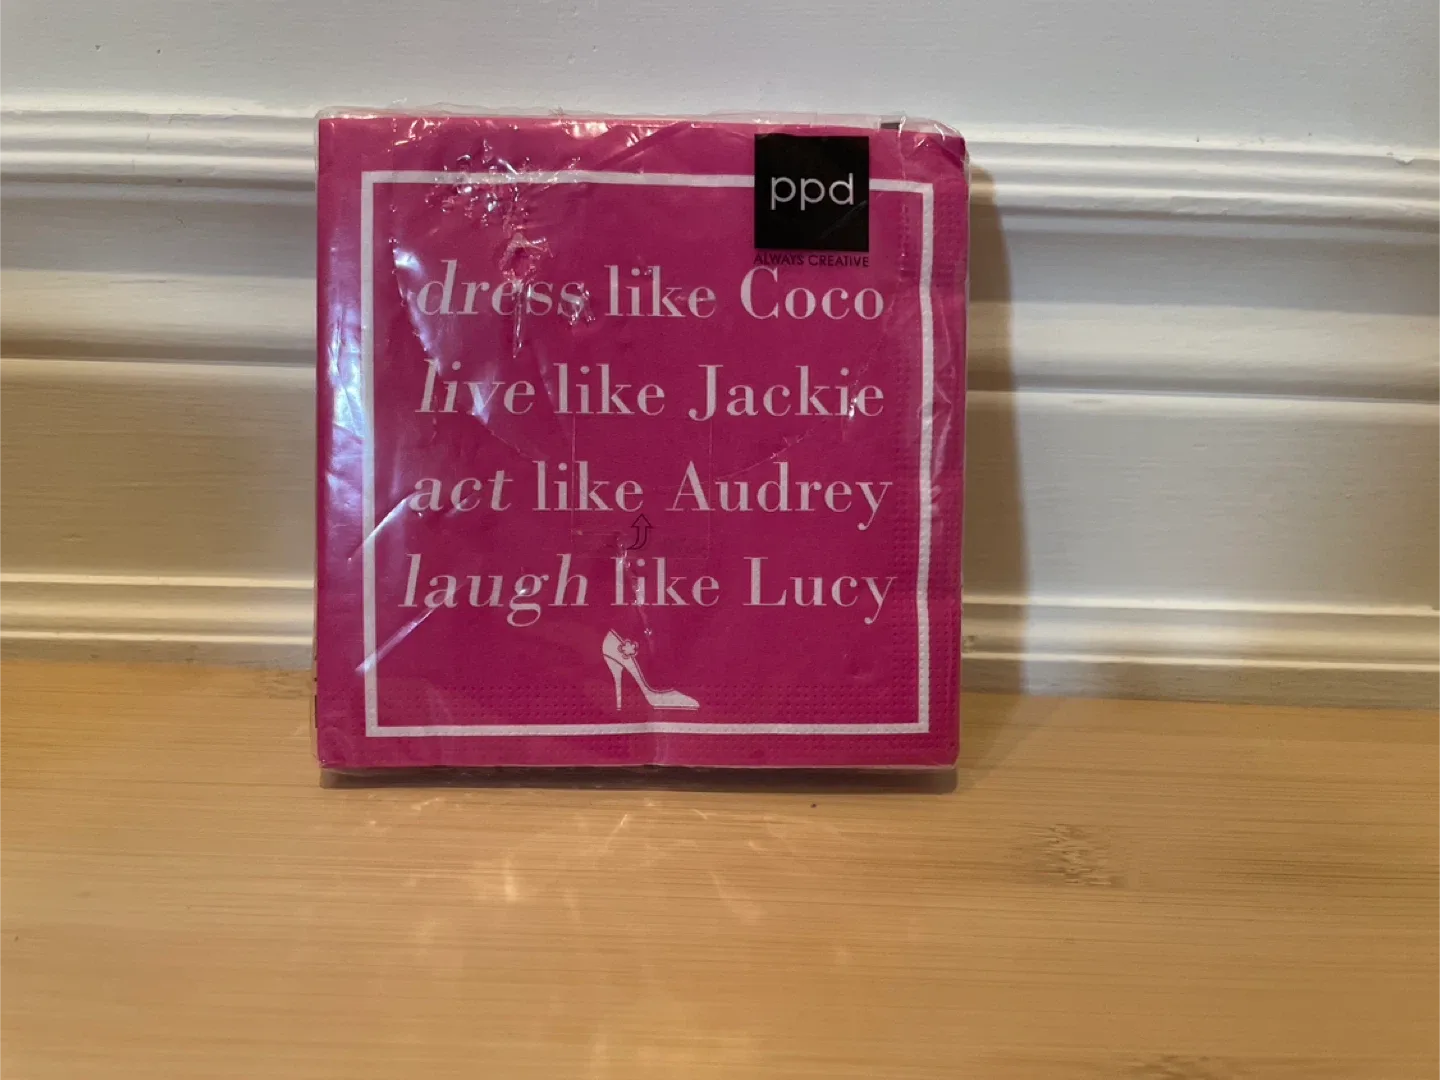 ppd
ALWAYS CREATIVE
dress like Coco
live like Jackie
act like Audrey
laugh like Lucy